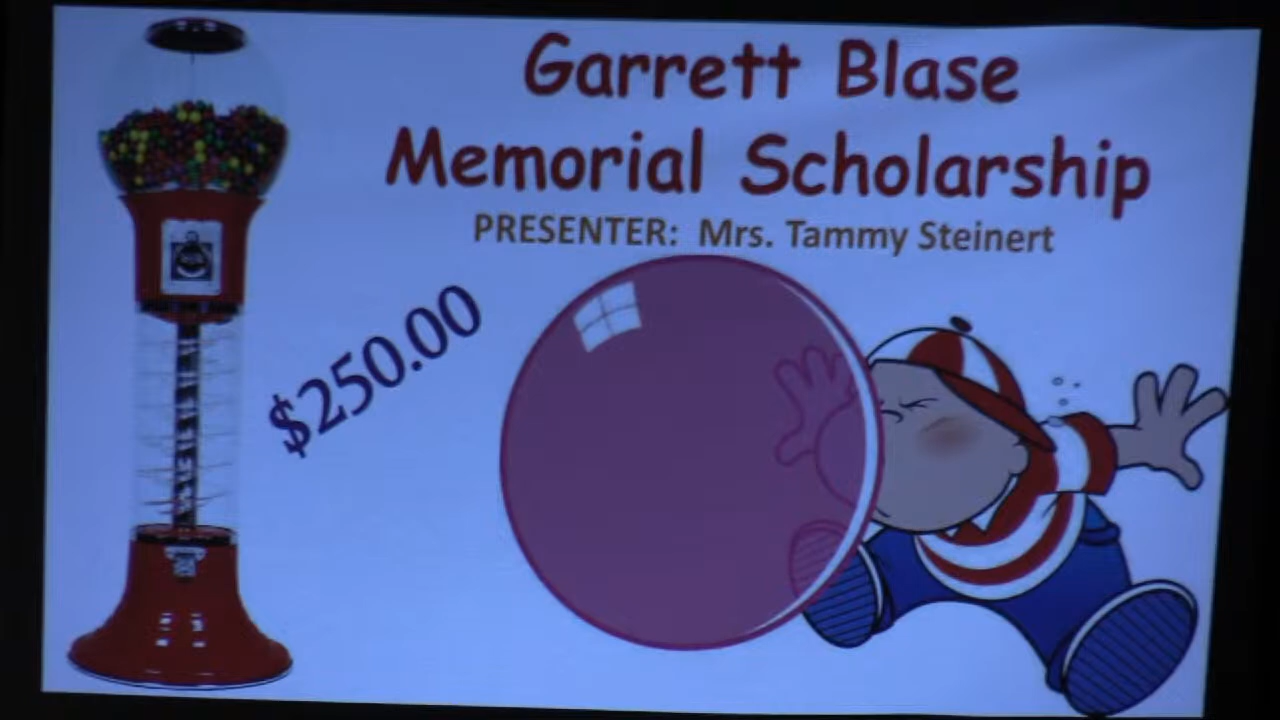 Garrett Blase
Memorial Scholarship
PRESENTER: Mrs. Tammy Steinert
$250.00